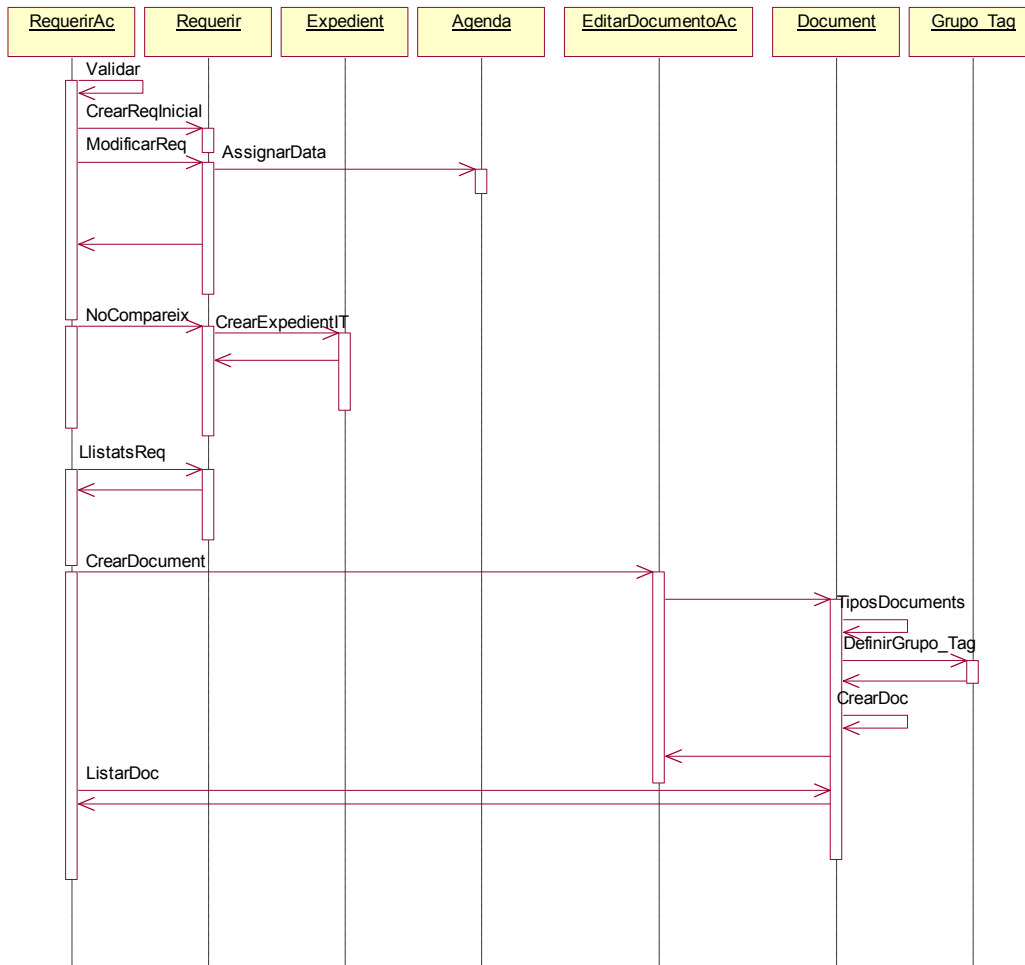 RequerirAc
Requerir
Expedient
Agenda
EditarDocumentoAc
Document
Grupo_Tag
Validar
CrearReqInicial
ModificarReq
AssignarData
NoCompareix
CrearExpedientIT
LlistatsReq
CrearDocument
TiposDocuments
DefinirGrupo_Tag
CrearDoc
ListarDoc